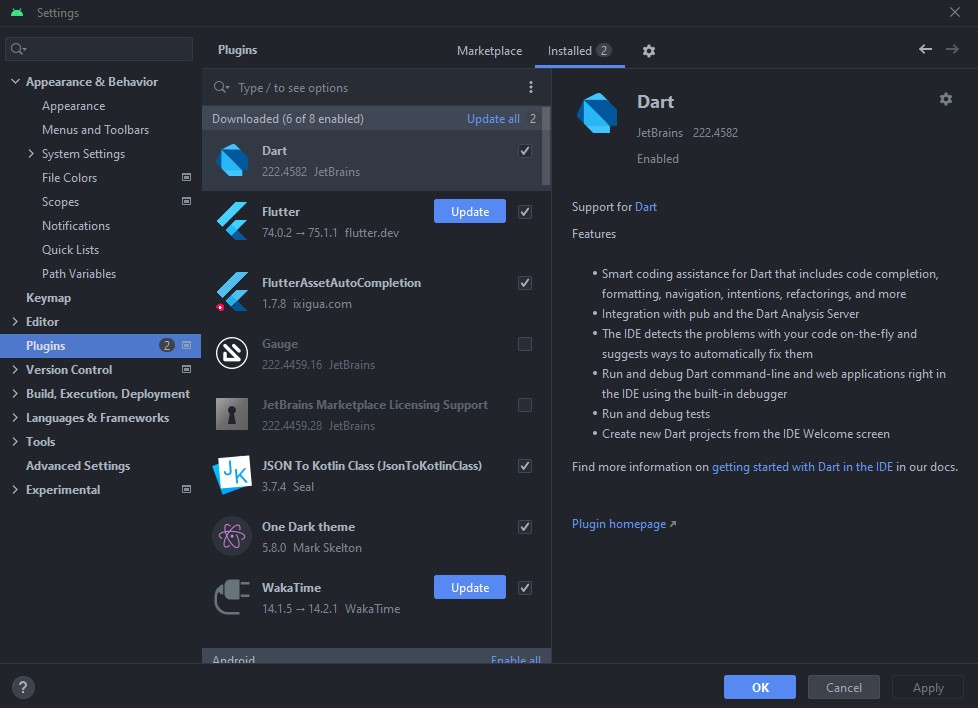 Settings
Plugins
Marketplace
Installed 2
Appearance & Behavior
Appearance
Menus and Toolbars
System Settings
File Colors
Scopes
Notifications
Quick Lists
Path Variables
Keymap
Editor
Plugins 2
Version Control
Build, Execution, Deployment
Languages & Frameworks
Tools
Advanced Settings
Experimental
Type / to see options
Downloaded (6 of 8 enabled) Update all 2
Dart
222.4582 JetBrains
Flutter
74.0.2 → 75.1.1 flutter.dev
Update
FlutterAssetAutoCompletion
1.7.8 ixigua.com
Gauge
222.4459.16 JetBrains
JetBrains Marketplace Licensing Support
222.4459.28 JetBrains
JK
JSON To Kotlin Class (JsonToKotlinClass)
3.7.4 Seal
One Dark theme
5.8.0 Mark Skelton
WakaTime
14.1.5 → 14.2.1 WakaTime
Update
Android Enable all
Dart
JetBrains 222.4582
Enabled
Support for Dart
Features
• Smart coding assistance for Dart that includes code completion,
formatting, navigation, intentions, refactorings, and more
• Integration with pub and the Dart Analysis Server
• The IDE detects the problems with your code on-the-fly and
suggests ways to automatically fix them
• Run and debug Dart command-line and web applications right in
the IDE using the built-in debugger
• Run and debug tests
• Create new Dart projects from the IDE Welcome screen
Find more information on getting started with Dart in the IDE in our docs.
Plugin homepage ↗
?
OK
Cancel
Apply